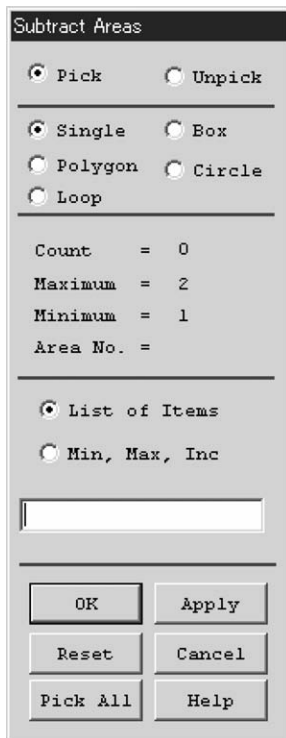 Subtract Areas
Pick Unpick
Single Box
Polygon Circle
Loop
Count = 0
Maximum = 2
Minimum = 1
Area No. =
List of Items
Min, Max, Inc
OK Apply
Reset Cancel
Pick All Help